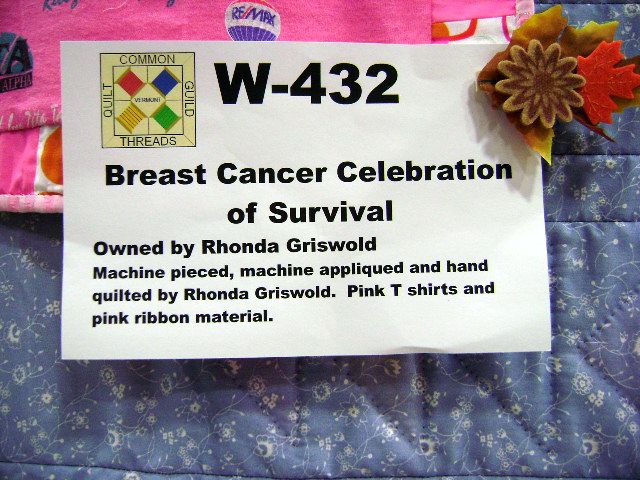 RE/MAX
ALPHA
COMMON
QUILT
VERMONT
GUILD
THREADS
W-432
Breast Cancer Celebration
of Survival
Owned by Rhonda Griswold
Machine pieced, machine appliqued and hand
quilted by Rhonda Griswold. Pink T shirts and
pink ribbon material.